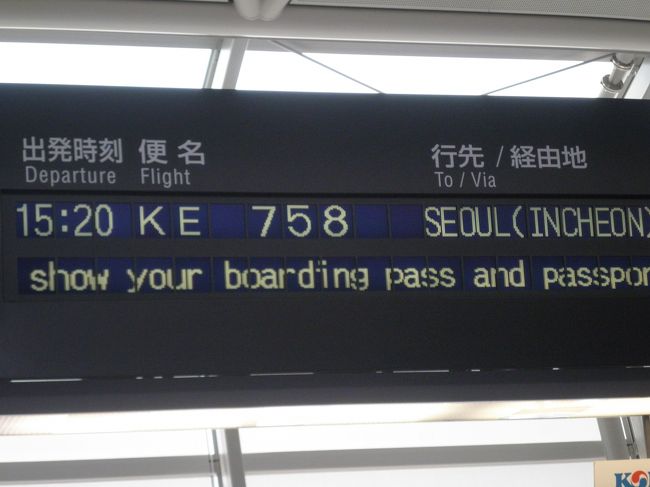 出発時刻 便名 行先 / 経由地
Departure Flight To / Via
15:20 KE 758 SEOUL(INCHEON)
show your boarding pass and